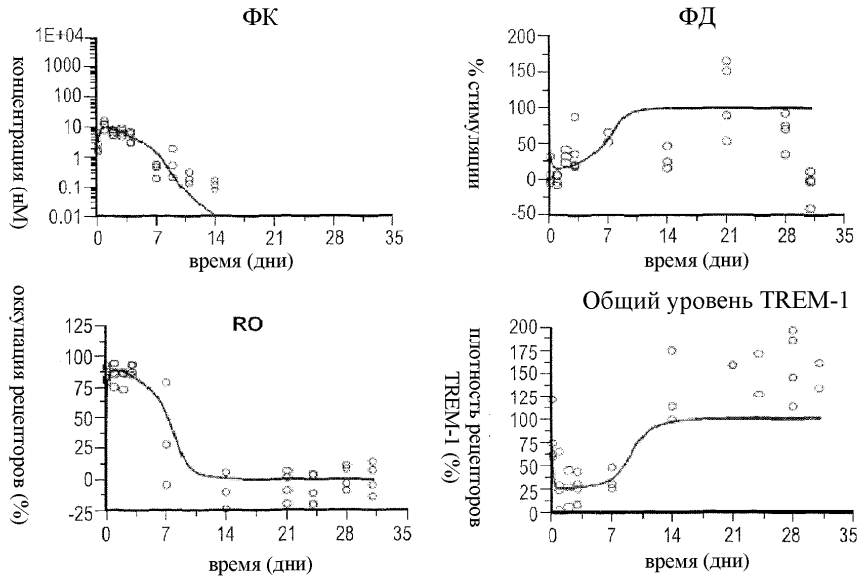 ФК
1E+04
1000
100
10
1
0.1
0.01
0 7 14 21 28 35
время (дни)
концентрация (нМ)
ФД
200
150
100
50
0
-50
0 7 14 21 28 35
время (дни)
% стимуляции
RO
125
100
75
50
25
0
-25
0 7 14 21 28 35
время (дни)
оккупация рецепторов (%)
Общий уровень TREM-1
200
175
150
125
100
75
50
25
0
0 7 14 21 28 35
время (дни)
плотность рецепторов
TREM-1 (%)